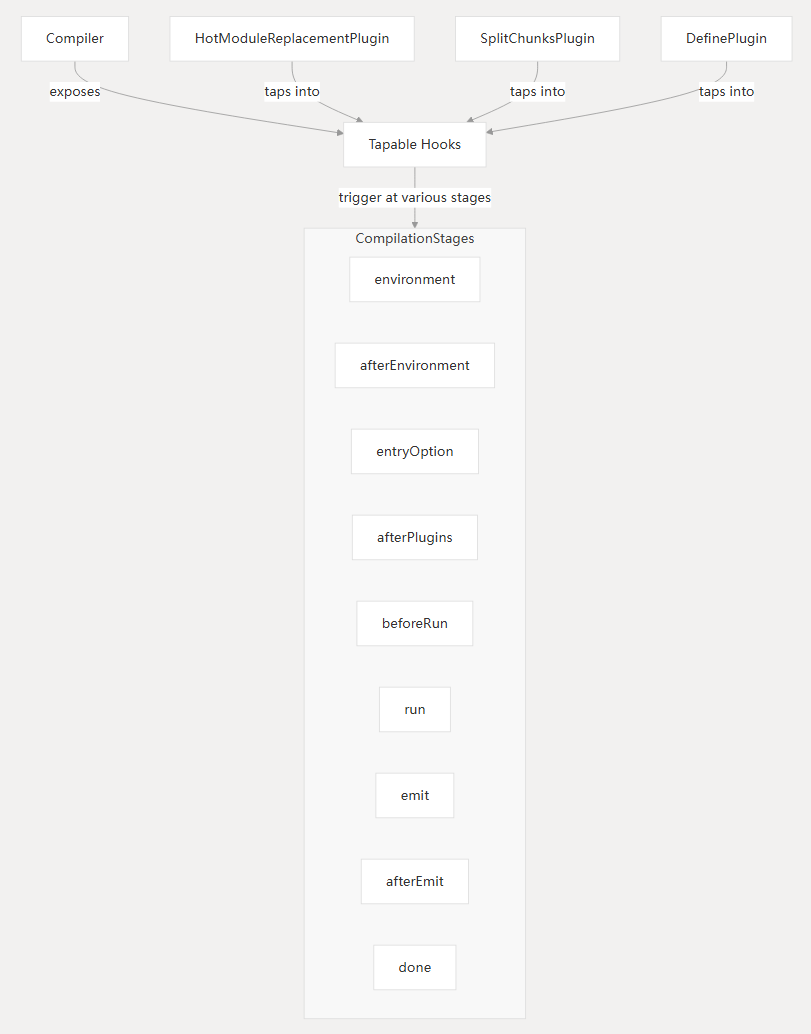 Compiler
HotModuleReplacementPlugin
SplitChunksPlugin
DefinePlugin
exposes
taps into
taps into
taps into
Tapable Hooks
trigger at various stages
CompilationStages
environment
afterEnvironment
entryOption
afterPlugins
beforeRun
run
emit
afterEmit
done